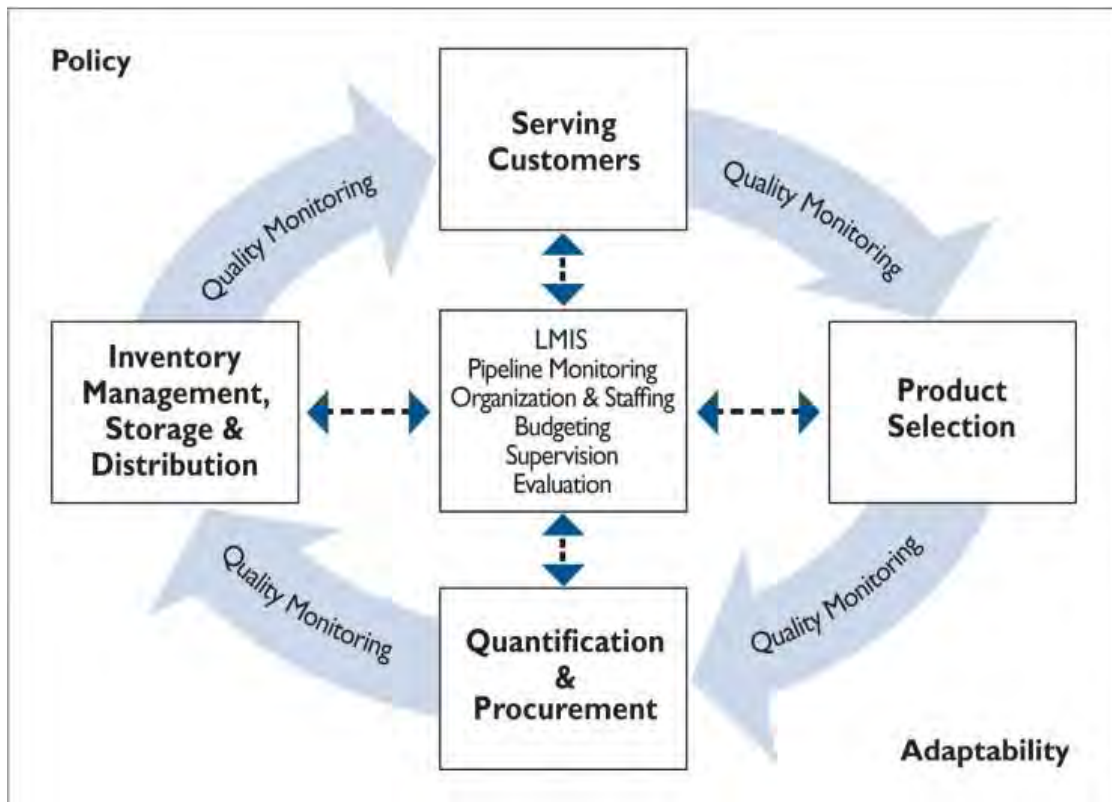 Policy
Serving
Customers
Quality Monitoring
Quality Monitoring
Inventory
Management,
Storage &
Distribution
LMIS
Pipeline Monitoring
Organization & Staffing
Budgeting
Supervision
Evaluation
Product
Selection
Quality Monitoring
Quality Monitoring
Quantification
&
Procurement
Adaptability